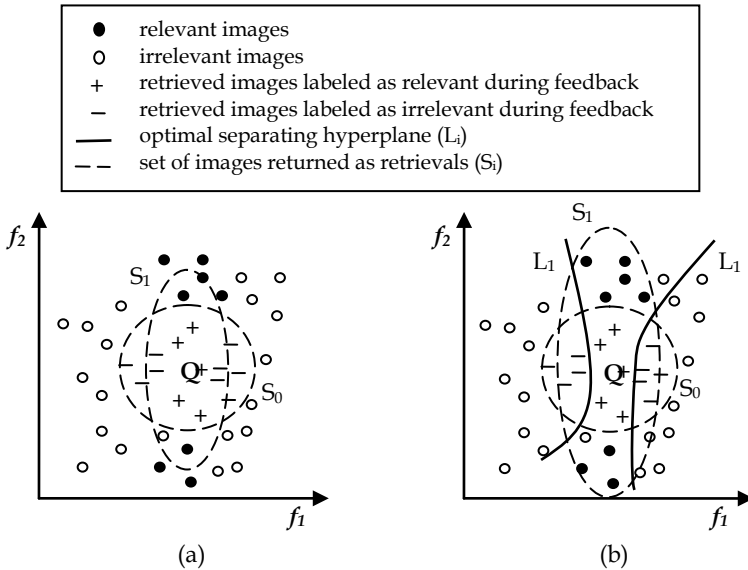 relevant images
irrelevant images
+ retrieved images labeled as relevant during feedback
− retrieved images labeled as irrelevant during feedback
optimal separating hyperplane (Li)
set of images returned as retrievals (Si)
f2
S1
Q
S0
f1
(a)
f2
S1
L1
L1
Q
S0
f1
(b)